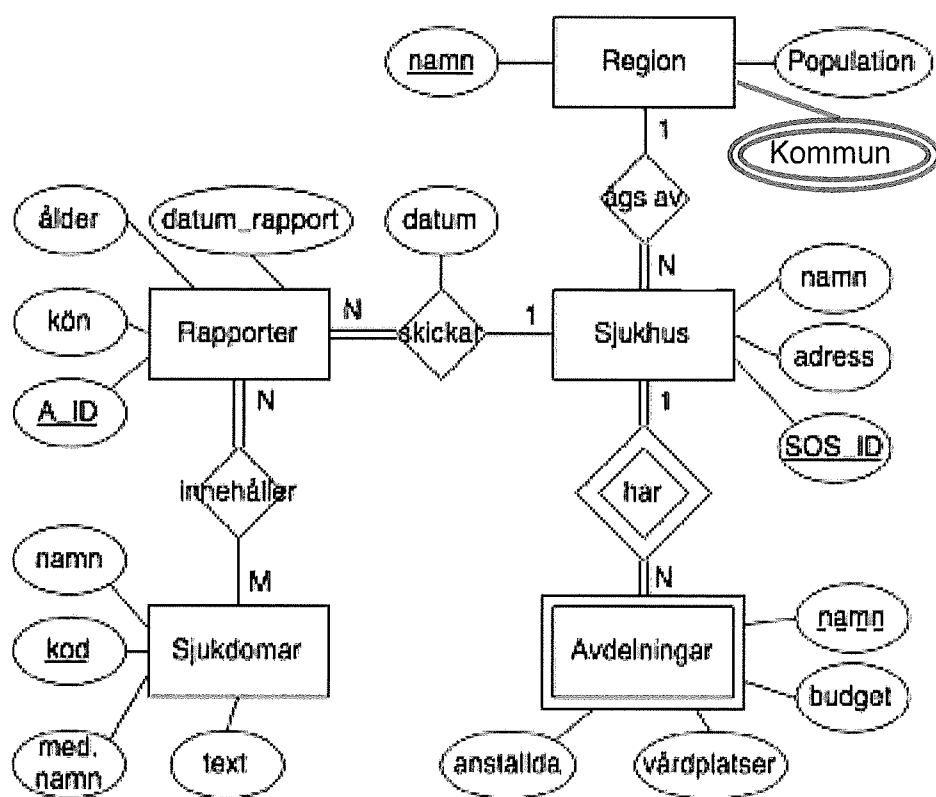 namn
Region
Population
1
Kommun
ägs av
ålder
datum_rapport
datum
N
namn
kön
Rapporter
N
skickar
1
Sjukhus
adress
A_ID
N
1
SOS_ID
innehåller
har
namn
M
N
kod
Sjukdomar
Avdelningar
namn
budget
med.
namn
text
anställda
vårdplatser